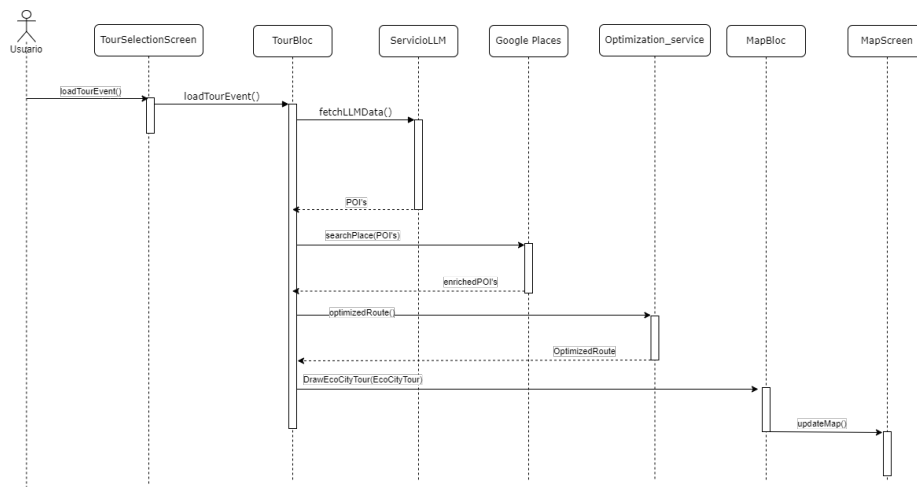 Usuario
TourSelectionScreen
TourBloc
ServicioLLM
Google Places
Optimization_service
MapBloc
MapScreen
loadTourEvent()
loadTourEvent()
fetchLLMData()
POI's
searchPlace(POI's)
enrichedPOI's
optimizedRoute()
OptimizedRoute
DrawEcoCityTour(EcoCityTour)
updateMap()